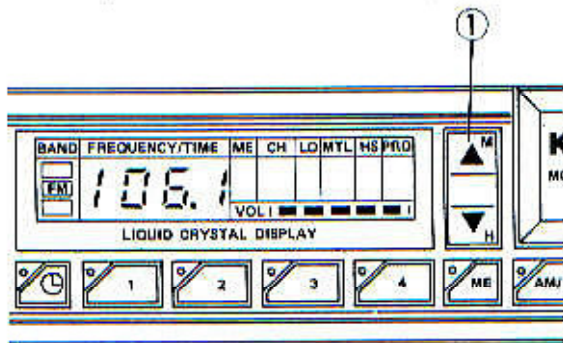 1
BAND FREQUENCY/TIME ME CH LO MTL HS PRO
FM 106.1
VOL
LIQUID CRYSTAL DISPLAY
M
H
K
MO
1 2 3 4 ME AM/